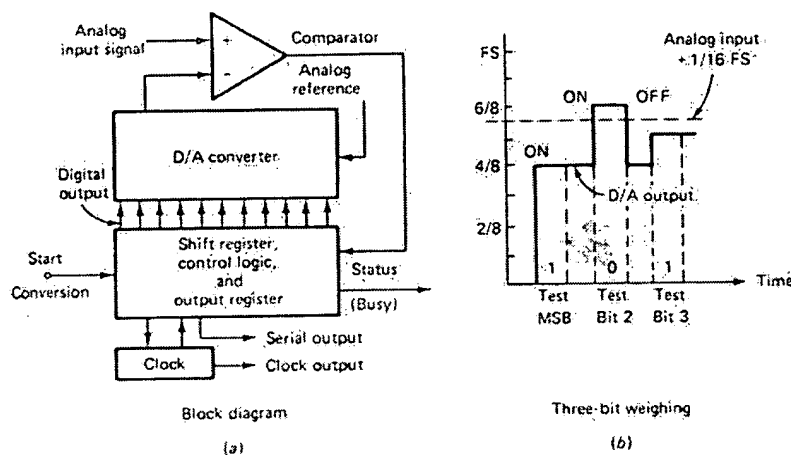 Analog
input signal
+
-
Comparator
Analog
reference
D/A converter
Digital
output
Start
Conversion
Shift register,
control logic,
and
output register
Status
(Busy)
Clock
Serial output
Clock output
Block diagram
(a)
FS
6/8
4/8
2/8
Analog input
+1/16 FS
ON
ON
OFF
D/A output
1
0
1
Time
Test
MSB
Test
Bit 2
Test
Bit 3
Three-bit weighing
(b)